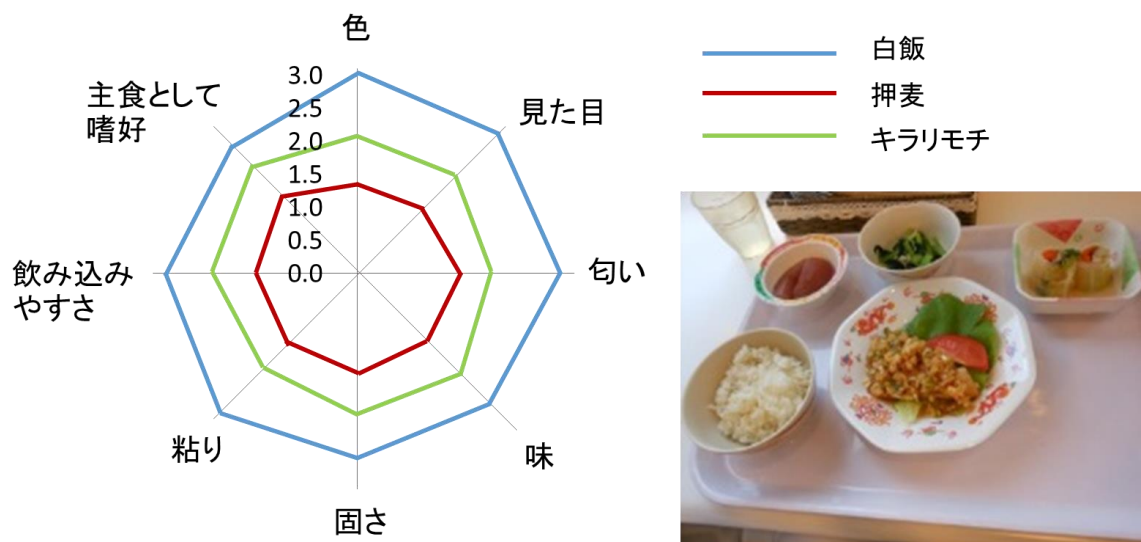 色
見た目
匂い
味
固さ
粘り
飲み込み
やすさ
主食として
嗜好
3.0
2.5
2.0
1.5
1.0
0.5
0.0
白飯
押麦
キラリモチ